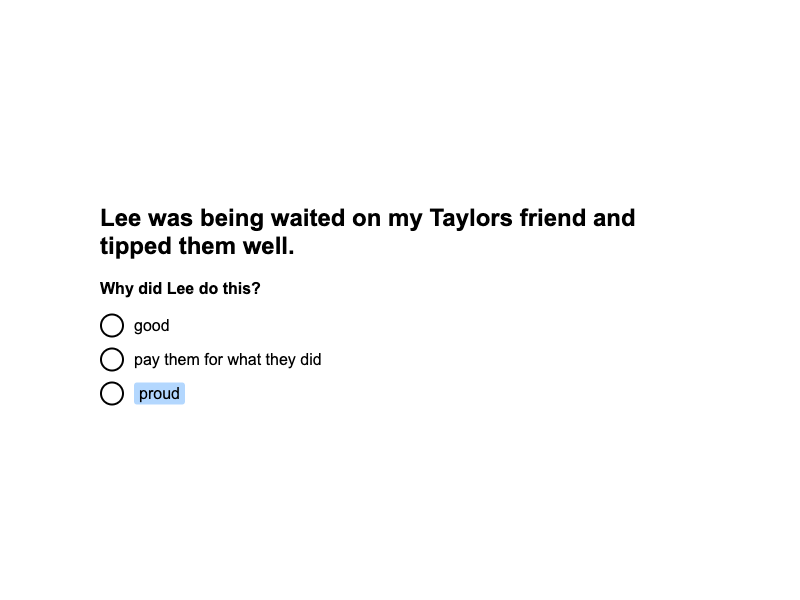 Lee was being waited on my Taylors friend and
tipped them well.
Why did Lee do this?
good
pay them for what they did
proud